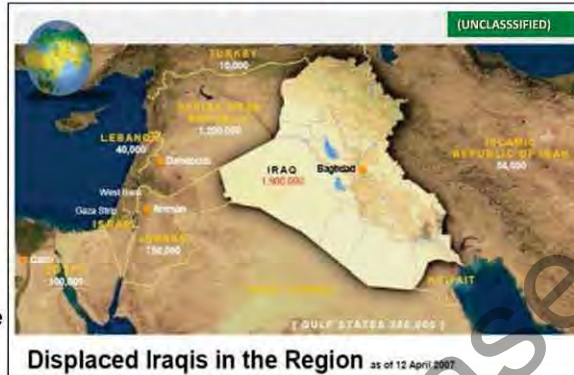 (UNCLASSSIFIED)
TURKEY
10,000
SYRIAN ARAB
REPUBLIC
1,200,000
LEBANON
40,000
Damascus
ISLAMIC
REPUBLIC OF IRAN
54,000
IRAQ
1,900,000
Baghdad
West Bank
Gaza Strip
Amman
ISRAEL
JORDAN
750,000
Cairo
EGYPT
KUWAIT
[ GULF STATES 200,000 ]
Displaced Iraqis in the Region as of 12 April 2007
e